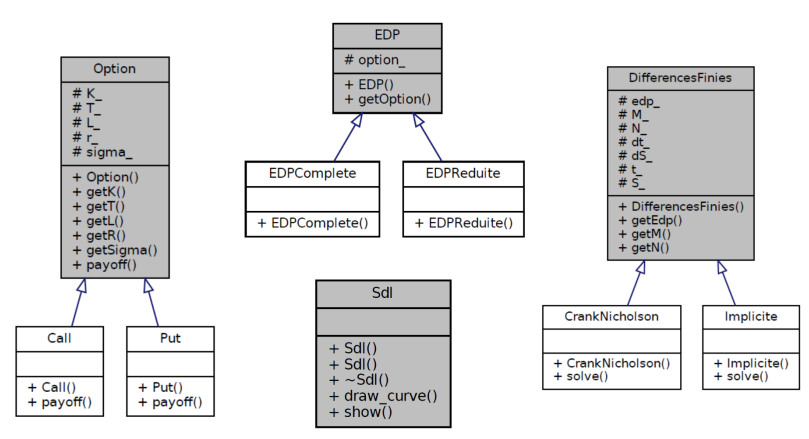 Option
# K_
# T_
# L_
# r_
# sigma_
+ Option()
+ getK()
+ getT()
+ getL()
+ getR()
+ getSigma()
+ payoff()
Call
+ Call()
+ payoff()
Put
+ Put()
+ payoff()
EDP
# option_
+ EDP()
+ getOption()
EDPComplete
+ EDPComplete()
EDPReduite
+ EDPReduite()
Sdl
+ Sdl()
+ Sdl()
+ ~Sdl()
+ draw_curve()
+ show()
DifferencesFinies
# edp_
# M_
# N_
# dt_
# dS_
# t_
# S_
+ DifferencesFinies()
+ getEdp()
+ getM()
+ getN()
CrankNicholson
+ CrankNicholson()
+ solve()
Implicite
+ Implicite()
+ solve()